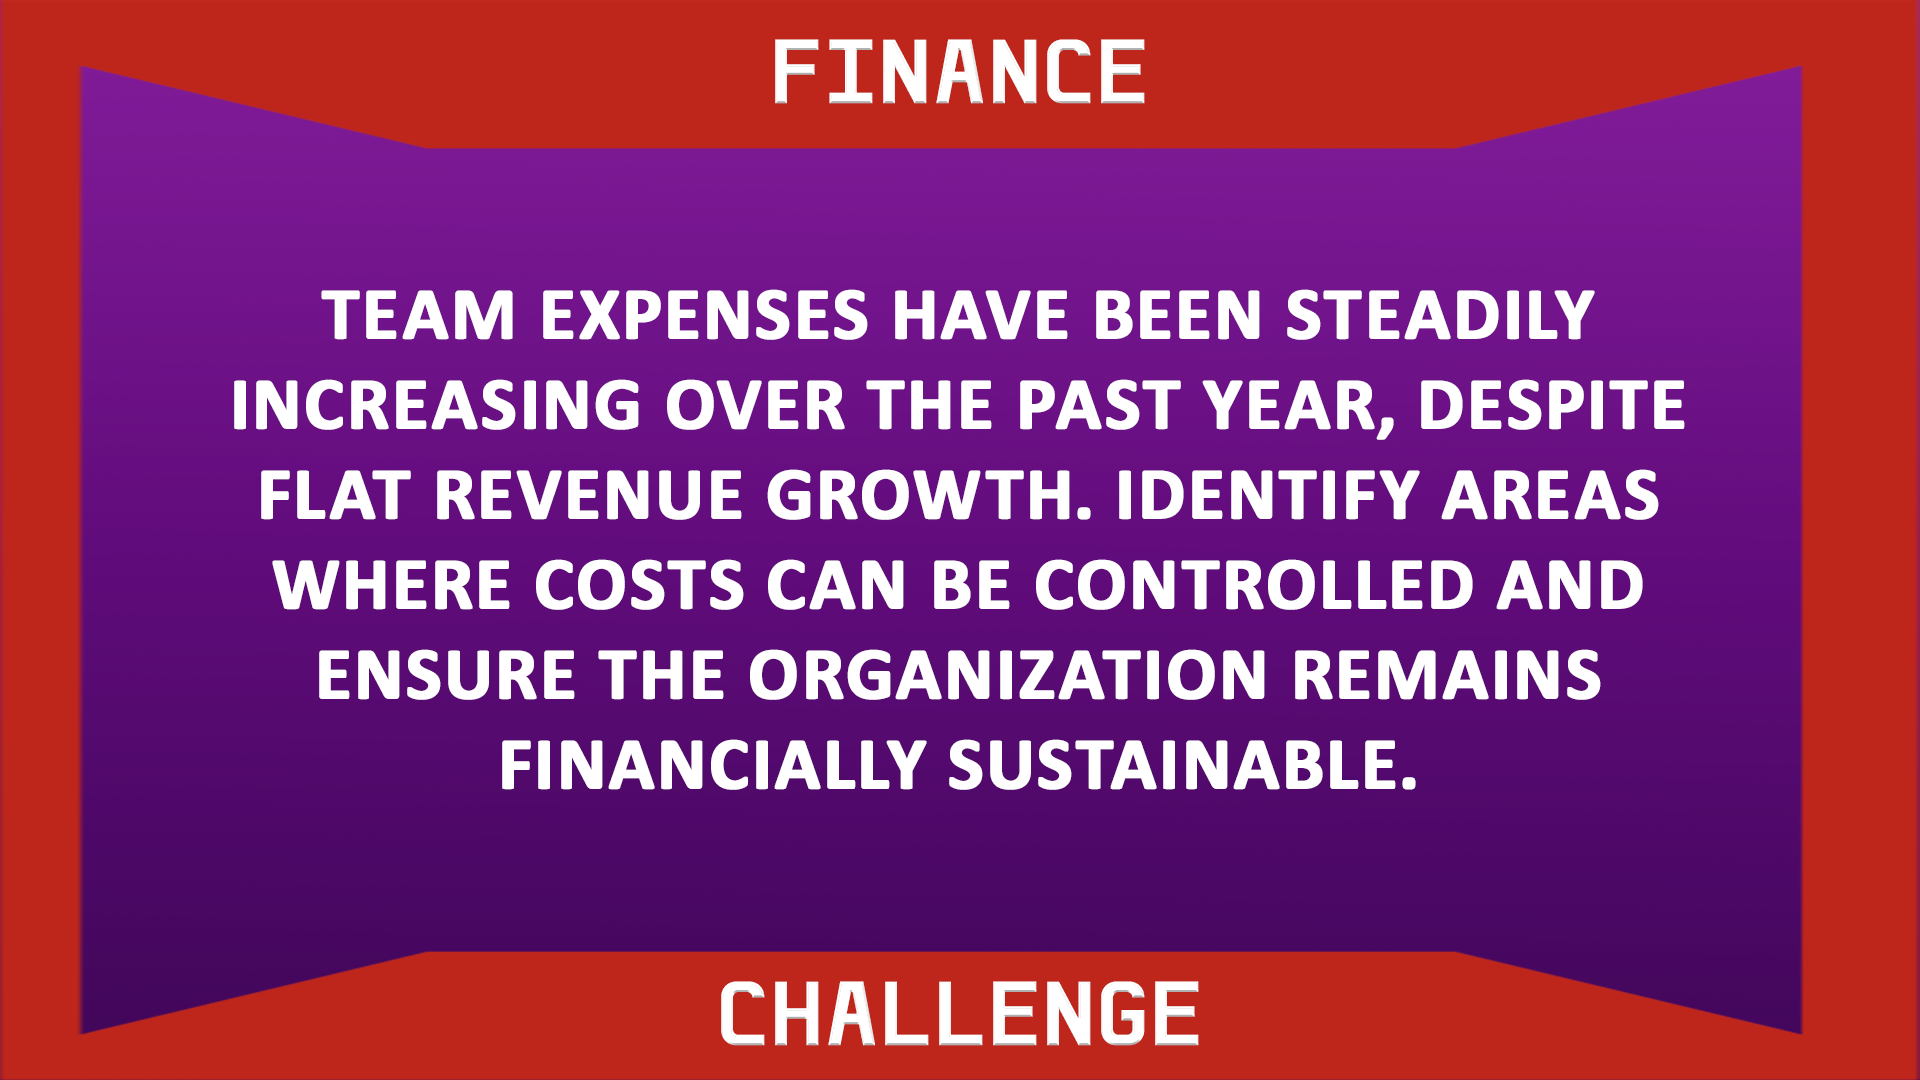 FINANCE
TEAM EXPENSES HAVE BEEN STEADILY
INCREASING OVER THE PAST YEAR, DESPITE
FLAT REVENUE GROWTH. IDENTIFY AREAS
WHERE COSTS CAN BE CONTROLLED AND
ENSURE THE ORGANIZATION REMAINS
FINANCIALLY SUSTAINABLE.
CHALLENGE